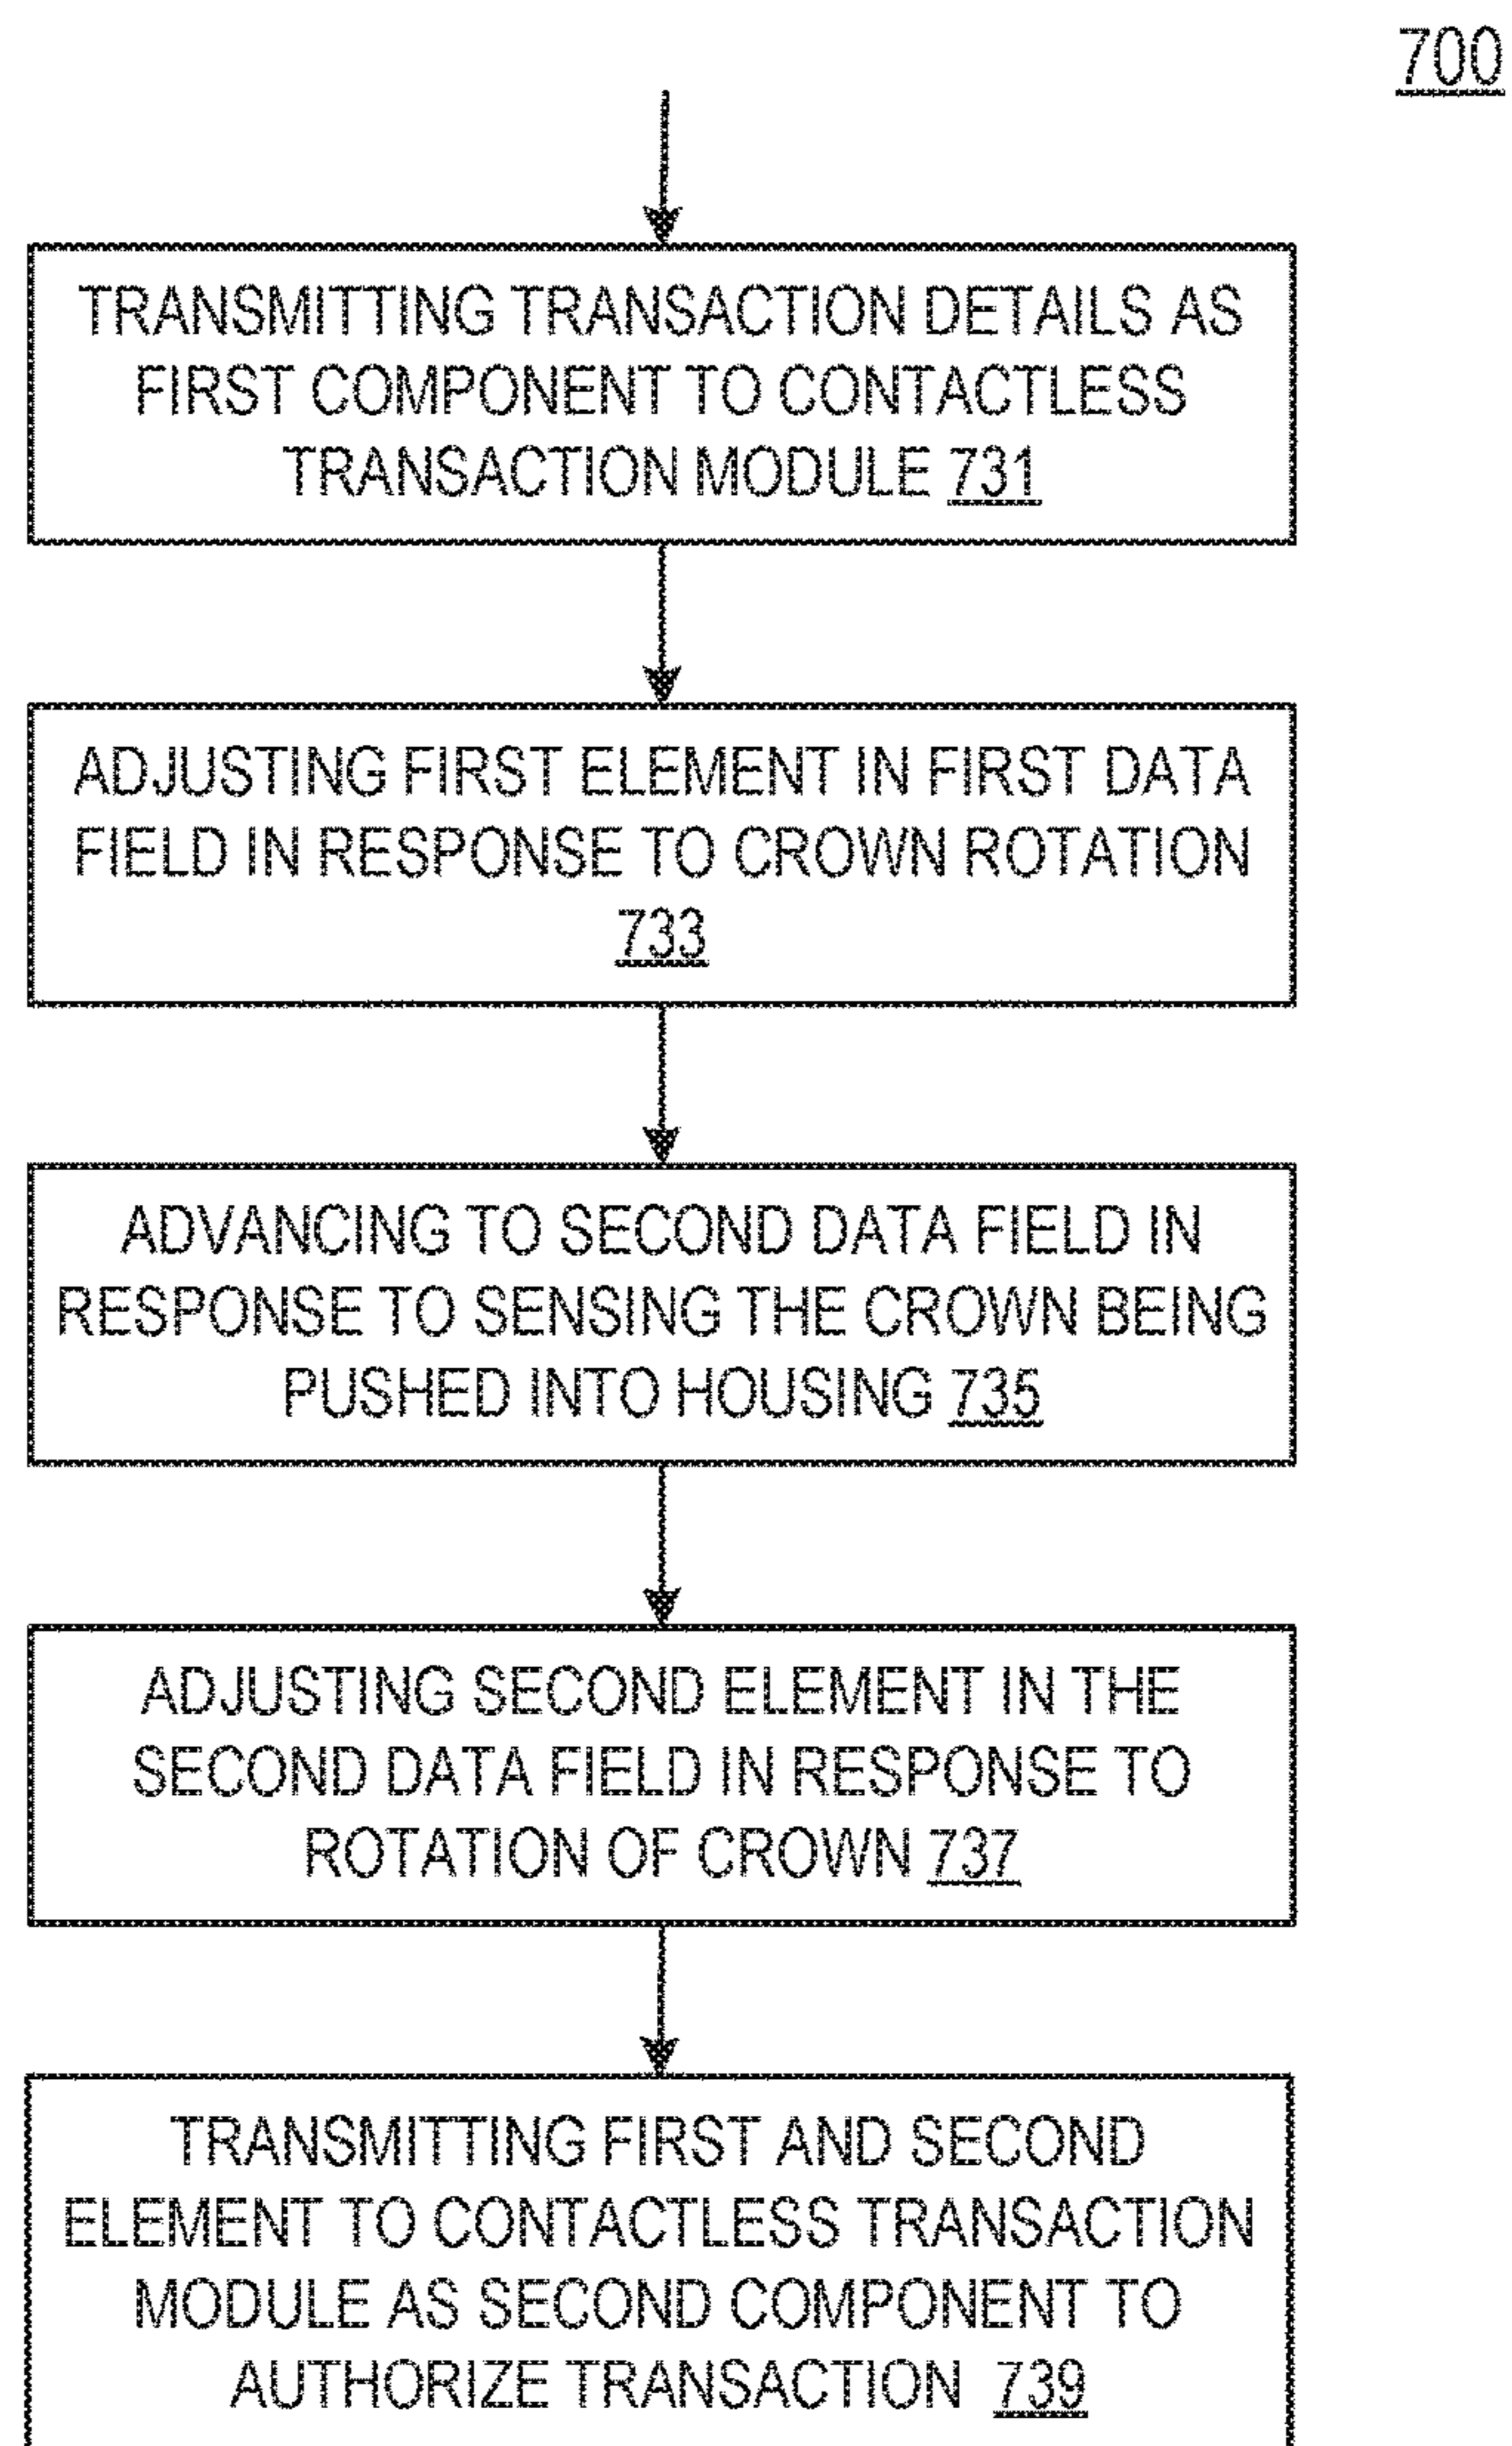 700
TRANSMITTING TRANSACTION DETAILS AS
FIRST COMPONENT TO CONTACTLESS
TRANSACTION MODULE 731
ADJUSTING FIRST ELEMENT IN FIRST DATA
FIELD IN RESPONSE TO CROWN ROTATION
733
ADVANCING TO SECOND DATA FIELD IN
RESPONSE TO SENSING THE CROWN BEING
PUSHED INTO HOUSING 735
ADJUSTING SECOND ELEMENT IN THE
SECOND DATA FIELD IN RESPONSE TO
ROTATION OF CROWN 737
TRANSMITTING FIRST AND SECOND
ELEMENT TO CONTACTLESS TRANSACTION
MODULE AS SECOND COMPONENT TO
AUTHORIZE TRANSACTION 739